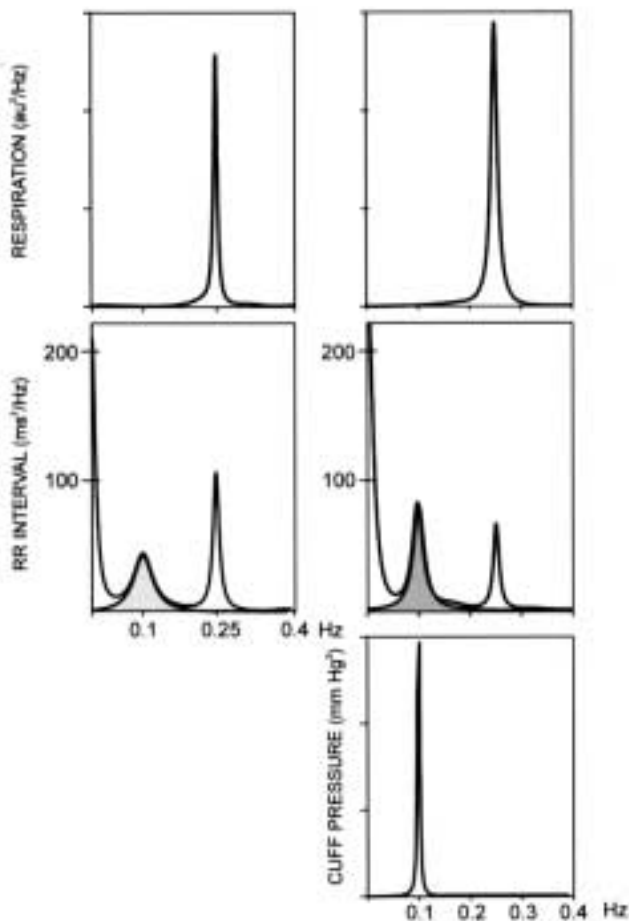 RESPIRATION (au²/Hz)
RR INTERVAL (ms²/Hz)
200
100
200
100
0.1 0.25 0.4 Hz
CUFF PRESSURE (mm Hg²)
0.1 0.2 0.3 0.4 Hz